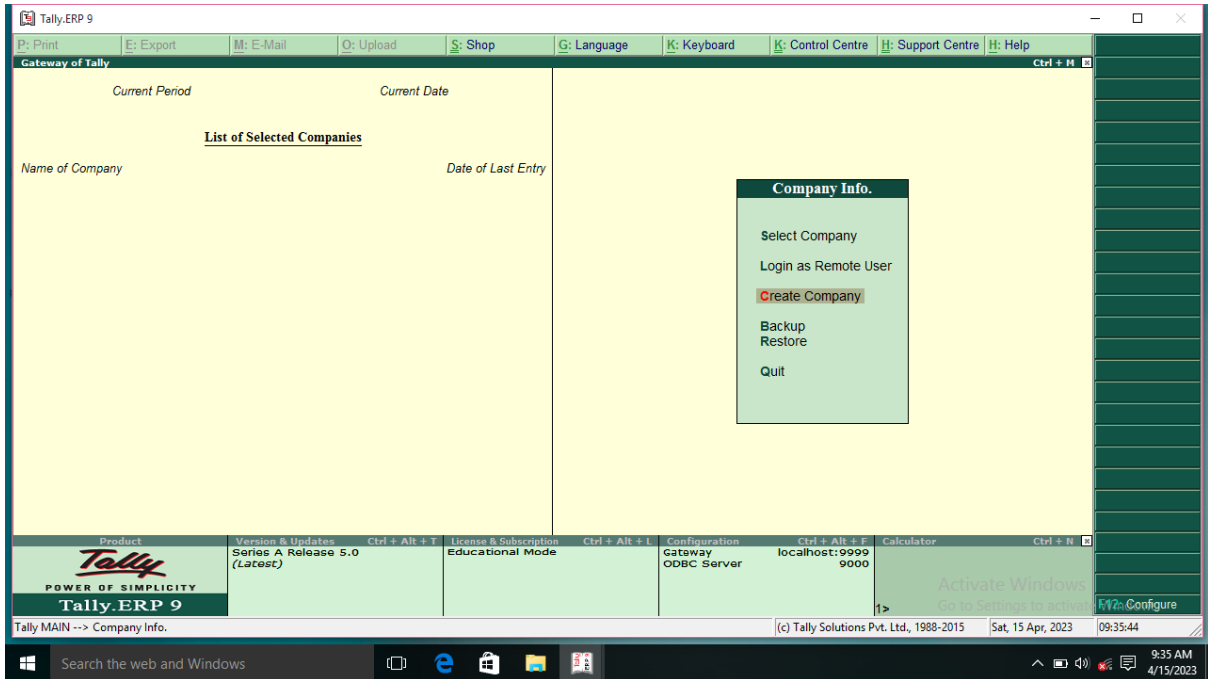 Tally.ERP 9
P: Print E: Export M: E-Mail O: Upload S: Shop G: Language K: Keyboard K: Control Centre H: Support Centre H: Help
Gateway of Tally Ctrl + M
Current Period Current Date
List of Selected Companies
Name of Company Date of Last Entry
Company Info.
Select Company
Login as Remote User
Create Company
Backup
Restore
Quit
Product Version & Updates Ctrl + Alt + T License & Subscription Ctrl + Alt + L Configuration Ctrl + Alt + F Calculator Ctrl + N
Tally
POWER OF SIMPLICITY
Tally.ERP 9
Series A Release 5.0
(Latest)
Educational Mode
Gateway localhost:9999
ODBC Server 9000
1>
Activate Windows
Go to Settings to activate Windows.
F12: Configure
Tally MAIN --> Company Info. (c) Tally Solutions Pvt. Ltd., 1988-2015 Sat, 15 Apr, 2023 09:35:44
Search the web and Windows
9:35 AM
4/15/2023